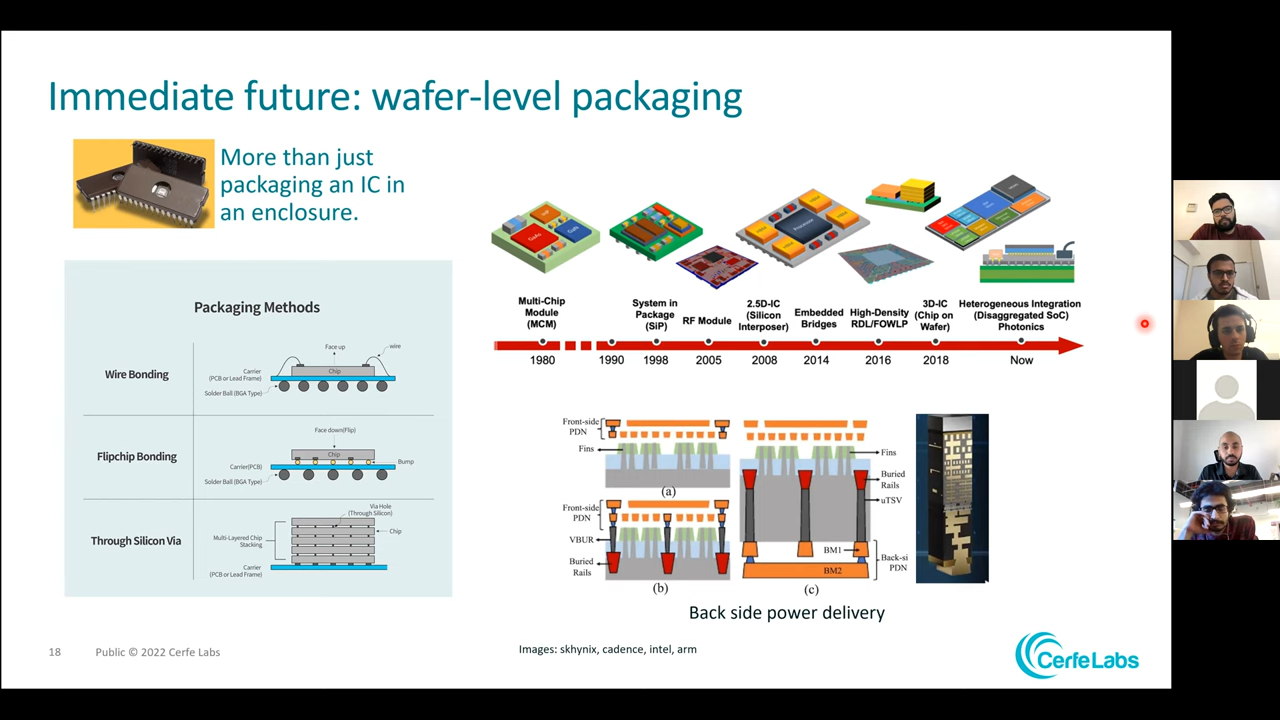 Immediate future: wafer-level packaging
More than just
packaging an IC in
an enclosure.
Packaging Methods
Wire Bonding
Face up
wire
Chip
Carrier
(PCB or Lead Frame)
Solder Ball (BGA Type)
Flipchip Bonding
Face down(Flip)
Chip
Bump
Carrier(PCB)
Solder Ball (BGA Type)
Through Silicon Via
Via Hole
(Through Silicon)
Chip
Multi-Layered Chip
Stacking
Carrier
(PCB or Lead Frame)
Processor
Multi-Chip
Module
(MCM)
System in
Package
(SiP)
RF Module
2.5D-IC
(Silicon
Interposer)
Embedded
Bridges
High-Density
RDL/FOWLP
3D-IC
(Chip on
Wafer)
Heterogeneous Integration
(Disaggregated SoC)
Photonics
1980 1990 1998 2005 2008 2014 2016 2018 Now
Front-side
PDN
Fins
(a)
Front-side
PDN
VBUR
Buried
Rails
(b)
Fins
Buried
Rails
uTSV
BM1
BM2
Back-si
PDN
(c)
Back side power delivery
18 Public © 2022 Cerfe Labs
Images: skhynix, cadence, intel, arm
CerfeLabs